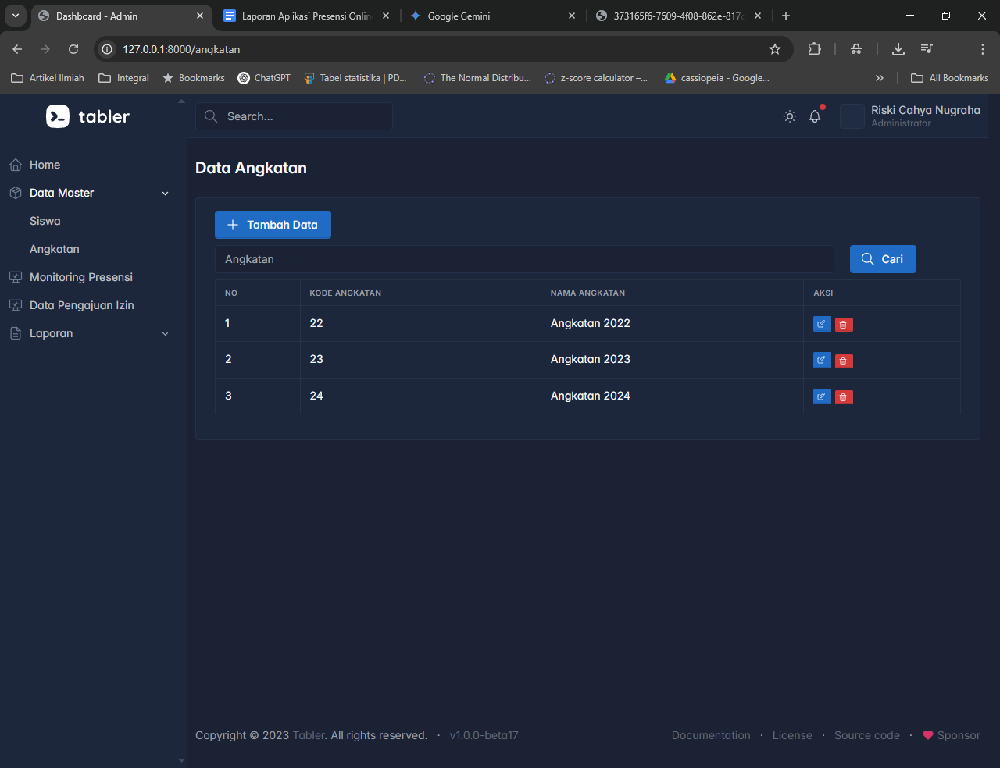 Dashboard - Admin
Laporan Aplikasi Presensi Onlin
Google Gemini
373165f6-7609-4f08-862e-817c
127.0.0.1:8000/angkatan
Artikel Ilmiah
Integral
Bookmarks
ChatGPT
Tabel statistika | PD...
The Normal Distribu...
z-score calculator –...
cassiopeia - Google...
All Bookmarks
tabler
Search...
Riski Cahya Nugraha
Administrator
Home
Data Master
Siswa
Angkatan
Monitoring Presensi
Data Pengajuan Izin
Laporan
Data Angkatan
Tambah Data
Angkatan
Cari
NO KODE ANGKATAN NAMA ANGKATAN AKSI
1 22 Angkatan 2022
2 23 Angkatan 2023
3 24 Angkatan 2024
Copyright © 2023 Tabler. All rights reserved. · v1.0.0-beta17
Documentation · License · Source code · Sponsor